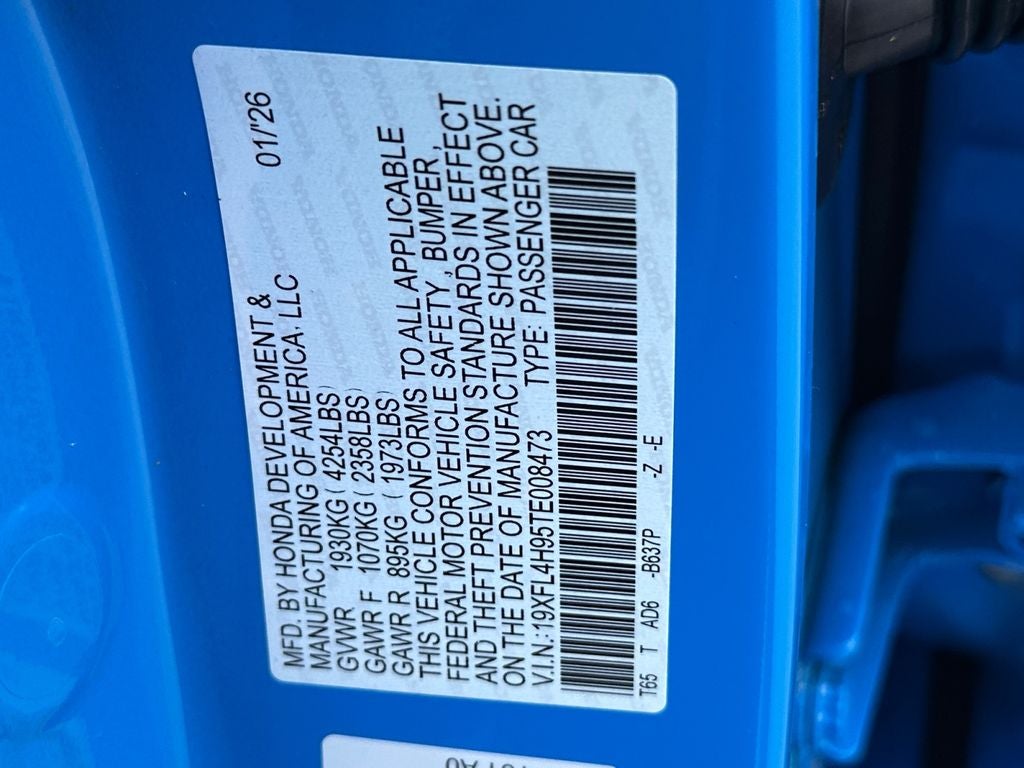 MFD. BY HONDA DEVELOPMENT & 01/'26
MANUFACTURING OF AMERICA, LLC
GVWR 1930KG ( 4254LBS)
GAWR F 1070KG ( 2358LBS)
GAWR R 895KG ( 1973LBS)
THIS VEHICLE CONFORMS TO ALL APPLICABLE
FEDERAL MOTOR VEHICLE SAFETY , BUMPER ,
AND THEFT PREVENTION STANDARDS IN EFFECT
ON THE DATE OF MANUFACTURE SHOWN ABOVE.
V.I.N.:19XFL4H95TE008473 TYPE: PASSENGER CAR
T65 T AD6 -B637P -Z -E